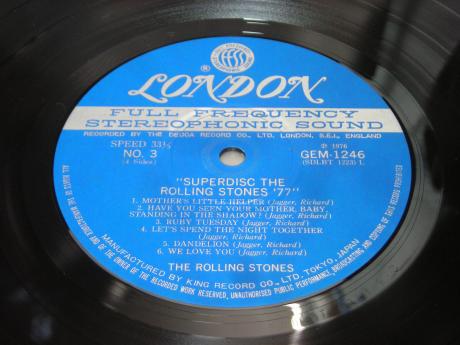 ® LONDON
FULL FREQUENCY
STEREOPHONIC SOUND
RECORDED BY THE DECCA RECORD CO., LTD. LONDON, S.E.I., ENGLAND
SPEED 33⅓
NO. 3
(4 Sides)
℗ 1976
GEM-1246
(SDLBT 1223) L
"SUPERDISC THE
ROLLING STONES '77"
1. MOTHER'S LITTLE HELPER (Jagger, Richard)
2. HAVE YOU SEEN YOUR MOTHER, BABY,
STANDING IN THE SHADOW? (Jagger, Richard)
3. RUBY TUESDAY (Jagger, Richard)
4. LET'S SPEND THE NIGHT TOGETHER
(Jagger, Richard)
5. DANDELION (Jagger, Richard)
6. WE LOVE YOU (Jagger, Richard)
THE ROLLING STONES
MANUFACTURED BY KING RECORD CO., LTD. TOKYO, JAPAN
ALL RIGHTS OF THE MANUFACTURER AND OF THE OWNER OF THE RECORDED WORK RESERVED, UNAUTHORISED PUBLIC PERFORMANCE, BROADCASTING AND COPYING OF THIS RECORD PROHIBITED